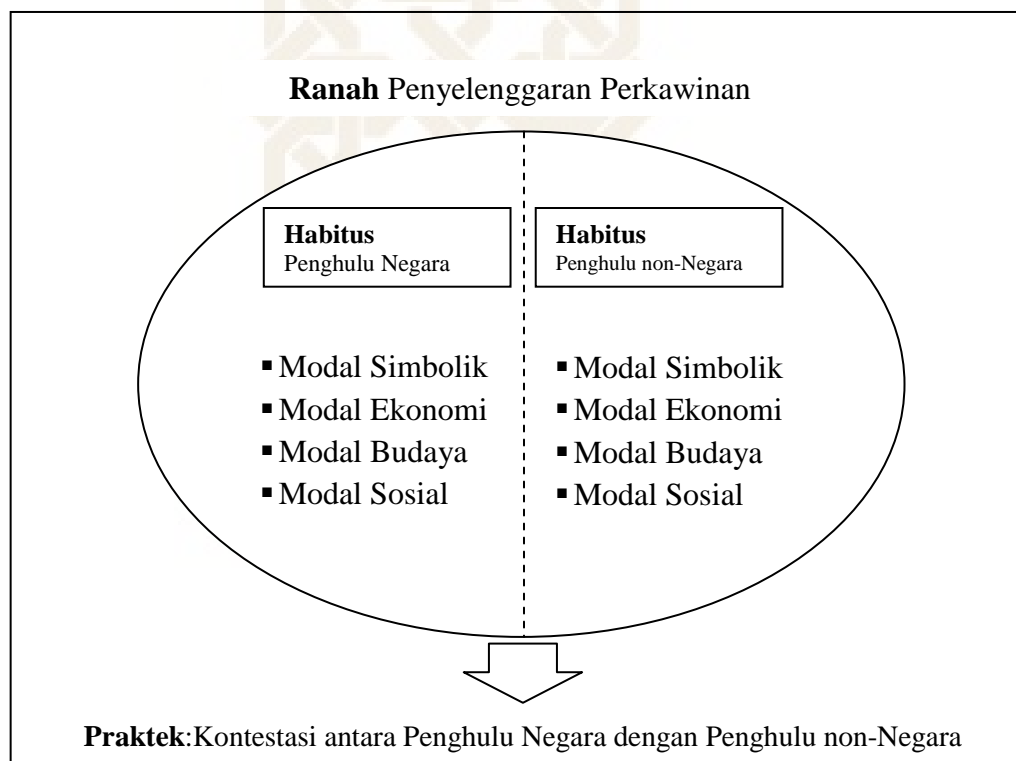 Ranah Penyelenggaran Perkawinan
Habitus
Penghulu Negara
▪ Modal Simbolik
▪ Modal Ekonomi
▪ Modal Budaya
▪ Modal Sosial
Habitus
Penghulu non-Negara
▪ Modal Simbolik
▪ Modal Ekonomi
▪ Modal Budaya
▪ Modal Sosial
Praktek:Kontestasi antara Penghulu Negara dengan Penghulu non-Negara